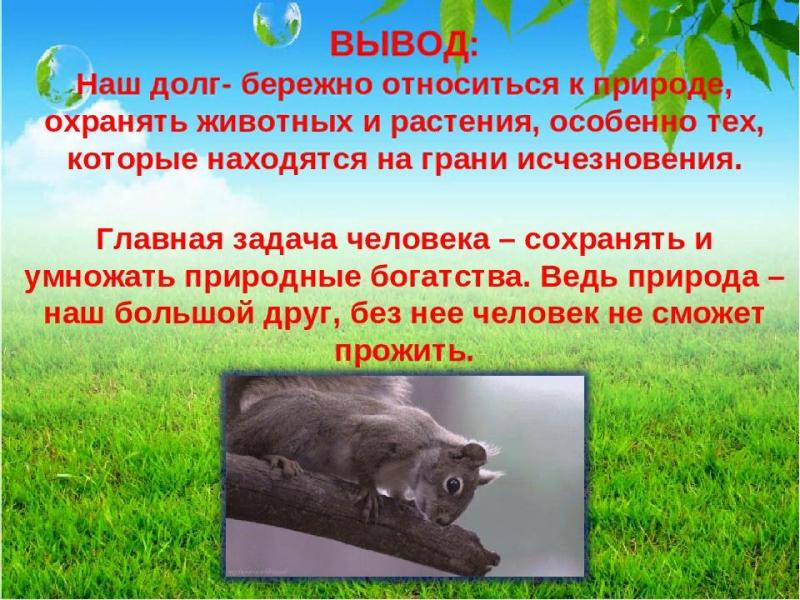 ВЫВОД:
Наш долг- бережно относиться к природе,
охранять животных и растения, особенно тех,
которые находятся на грани исчезновения.
Главная задача человека – сохранять и
умножать природные богатства. Ведь природа –
наш большой друг, без нее человек не сможет
прожить.